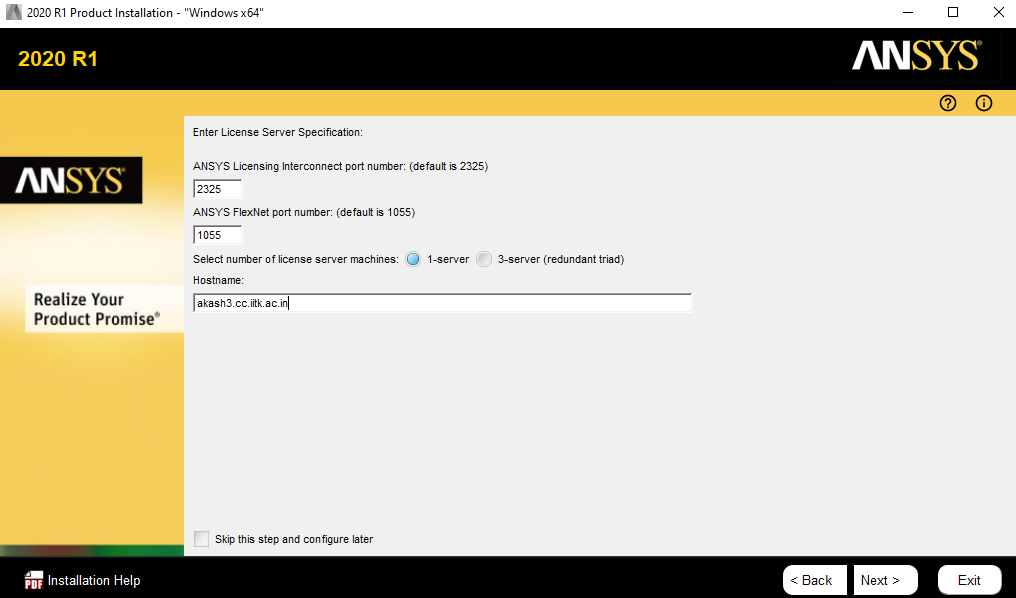 2020 R1 Product Installation - "Windows x64"
2020 R1
ANSYS®
Enter License Server Specification:
ANSYS Licensing Interconnect port number: (default is 2325)
2325
ANSYS FlexNet port number: (default is 1055)
1055
Select number of license server machines: 1-server 3-server (redundant triad)
Hostname:
akash3.cc.iitk.ac.in
ANSYS®
Realize Your
Product Promise®
Skip this step and configure later
PDF Installation Help
< Back Next > Exit